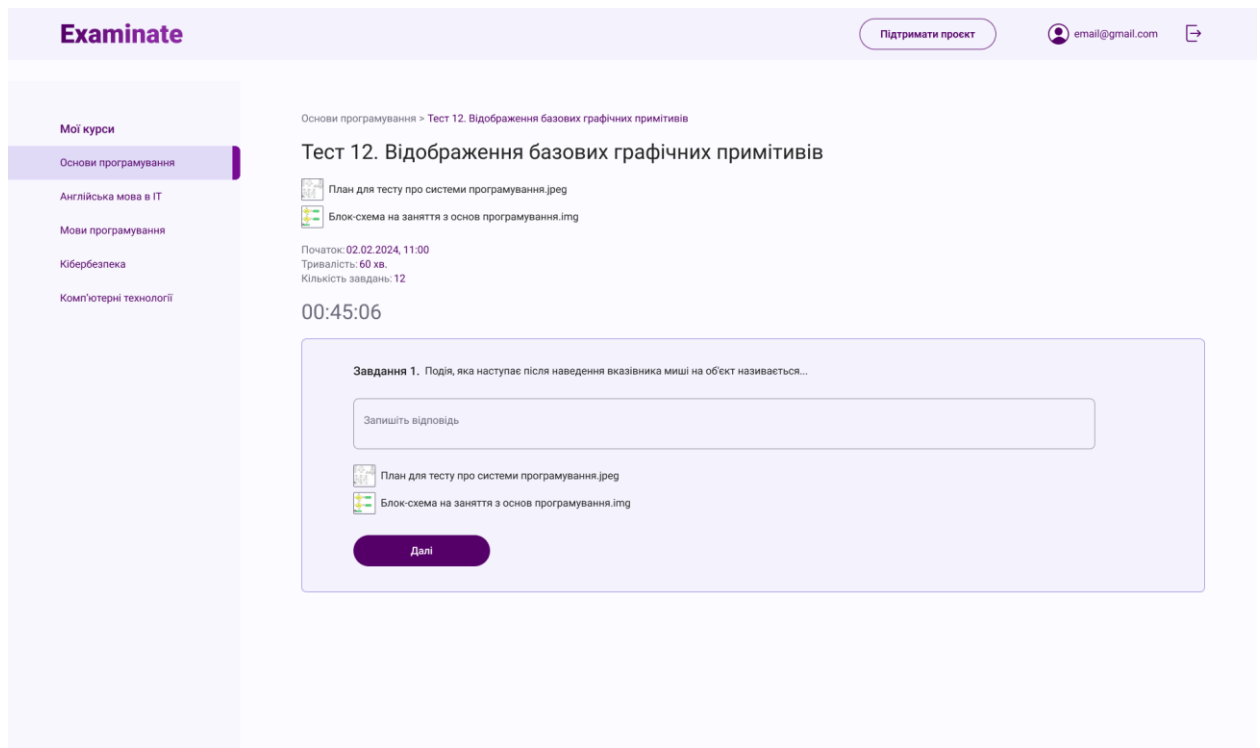 Examinate
Підтримати проєкт
email@gmail.com
Мої курси
Основи програмування
Англійська мова в ІТ
Мови програмування
Кібербезпека
Комп'ютерні технології
Основи програмування > Тест 12. Відображення базових графічних примітивів
Тест 12. Відображення базових графічних примітивів
План для тесту про системи програмування.jpeg
Блок-схема на заняття з основ програмування.img
Початок: 02.02.2024, 11:00
Тривалість: 60 хв.
Кількість завдань: 12
00:45:06
Завдання 1. Подія, яка наступає після наведення вказівника миші на об'єкт називається...
Запишіть відповідь
План для тесту про системи програмування.jpeg
Блок-схема на заняття з основ програмування.img
Далі